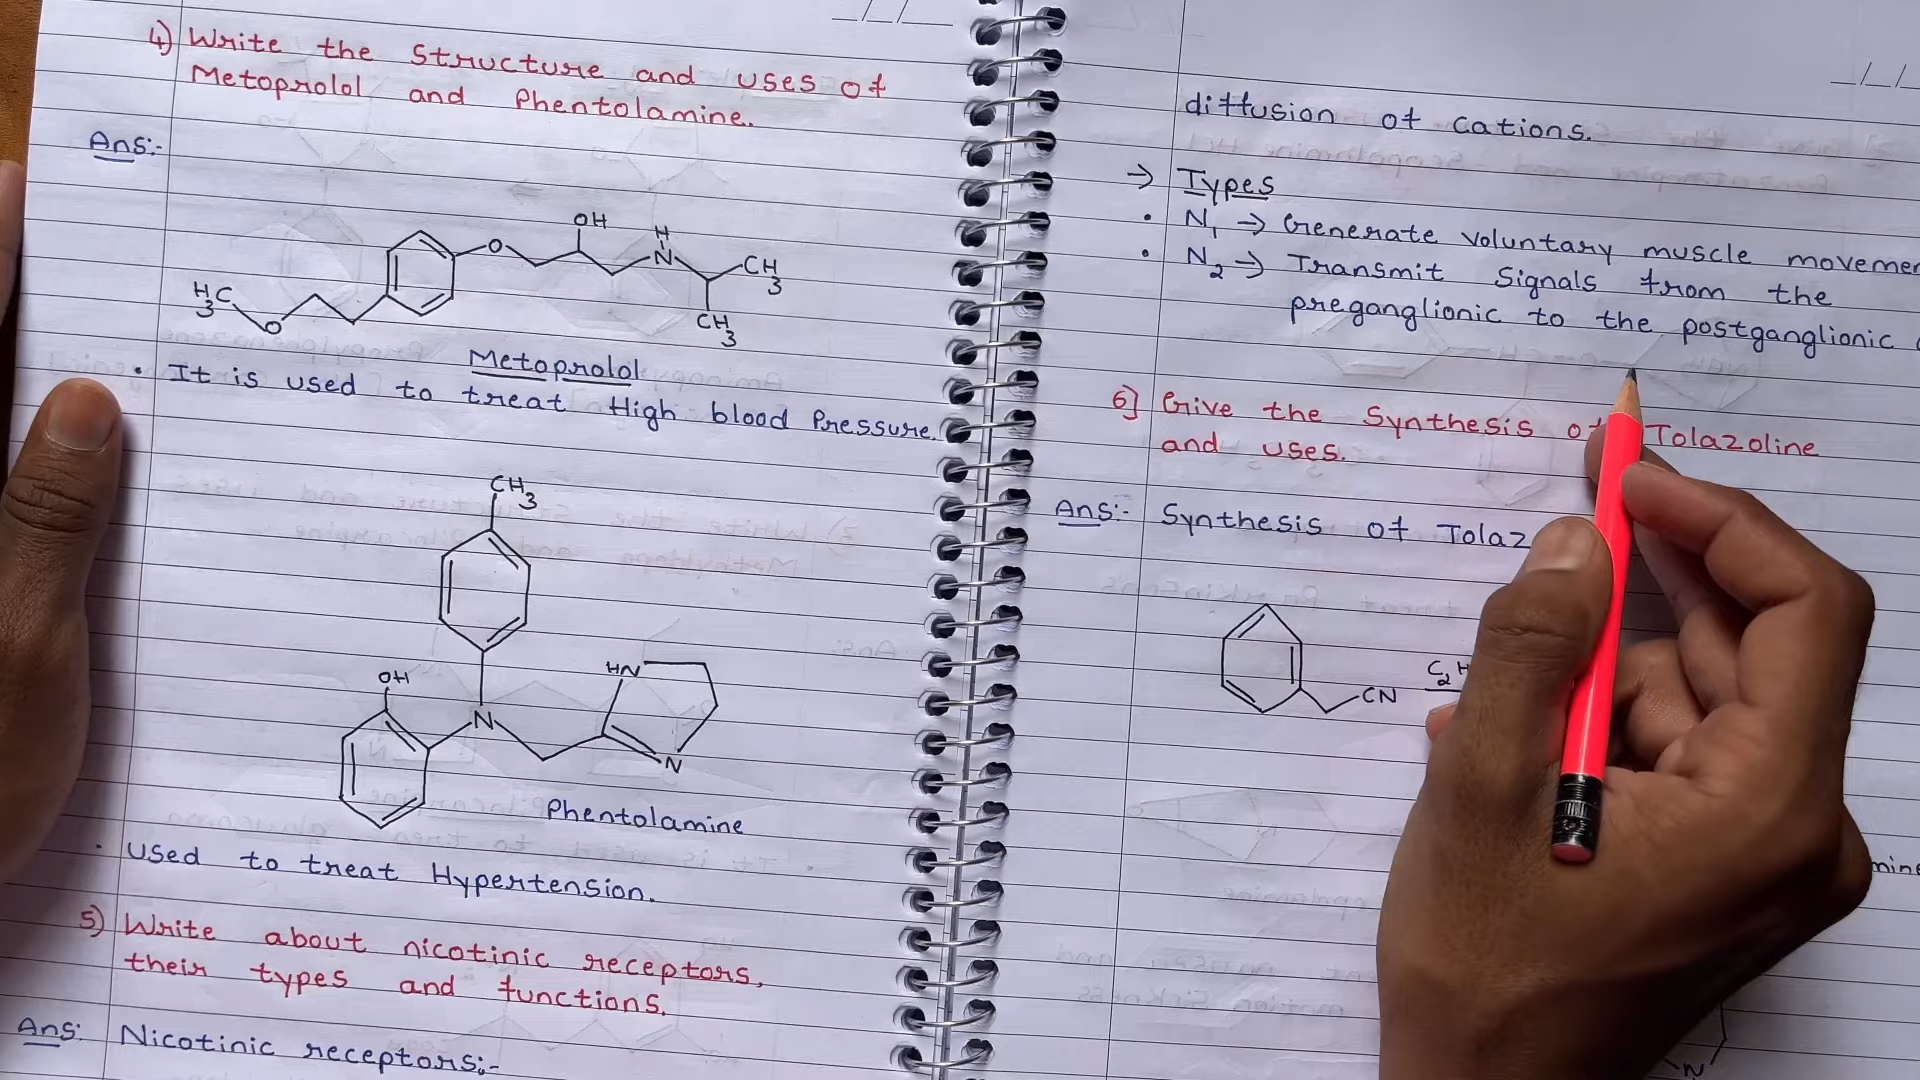 4) Write the structure and uses of
Metoprolol and Phentolamine.
Ans:-
OH
H
N
O
CH3
CH3
H3C
O
Metoprolol
• It is used to treat High blood Pressure.
CH3
OH
N
HN
N
Phentolamine
• Used to treat Hypertension.
5) Write about nicotinic receptors,
their types and functions.
Ans: Nicotinic receptors:-
diffusion of cations.
→ Types
• N1 → Generate voluntary muscle
• N2 → Transmit Signals from the
preganglionic to the postganglionic
6] Give the Synthesis of Tolazoline
and uses.
Ans:- Synthesis of
CN
N